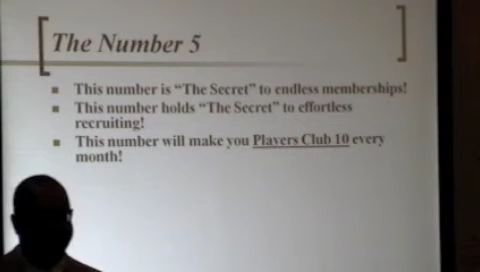 The Number 5
This number is “The Secret” to endless memberships!
This number holds “The Secret” to effortless
recruiting!
This number will make you Players Club 10 every
month!